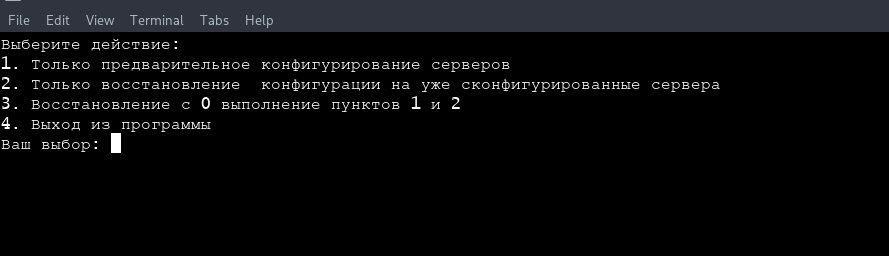 File Edit View Terminal Tabs Help
Выберите действие:
1. Только предварительное конфигурирование серверов
2. Только восстановление  конфигурации на уже сконфигурированные сервера
3. Восстановление с 0 выполнение пунктов 1 и 2
4. Выход из программы
Ваш выбор: